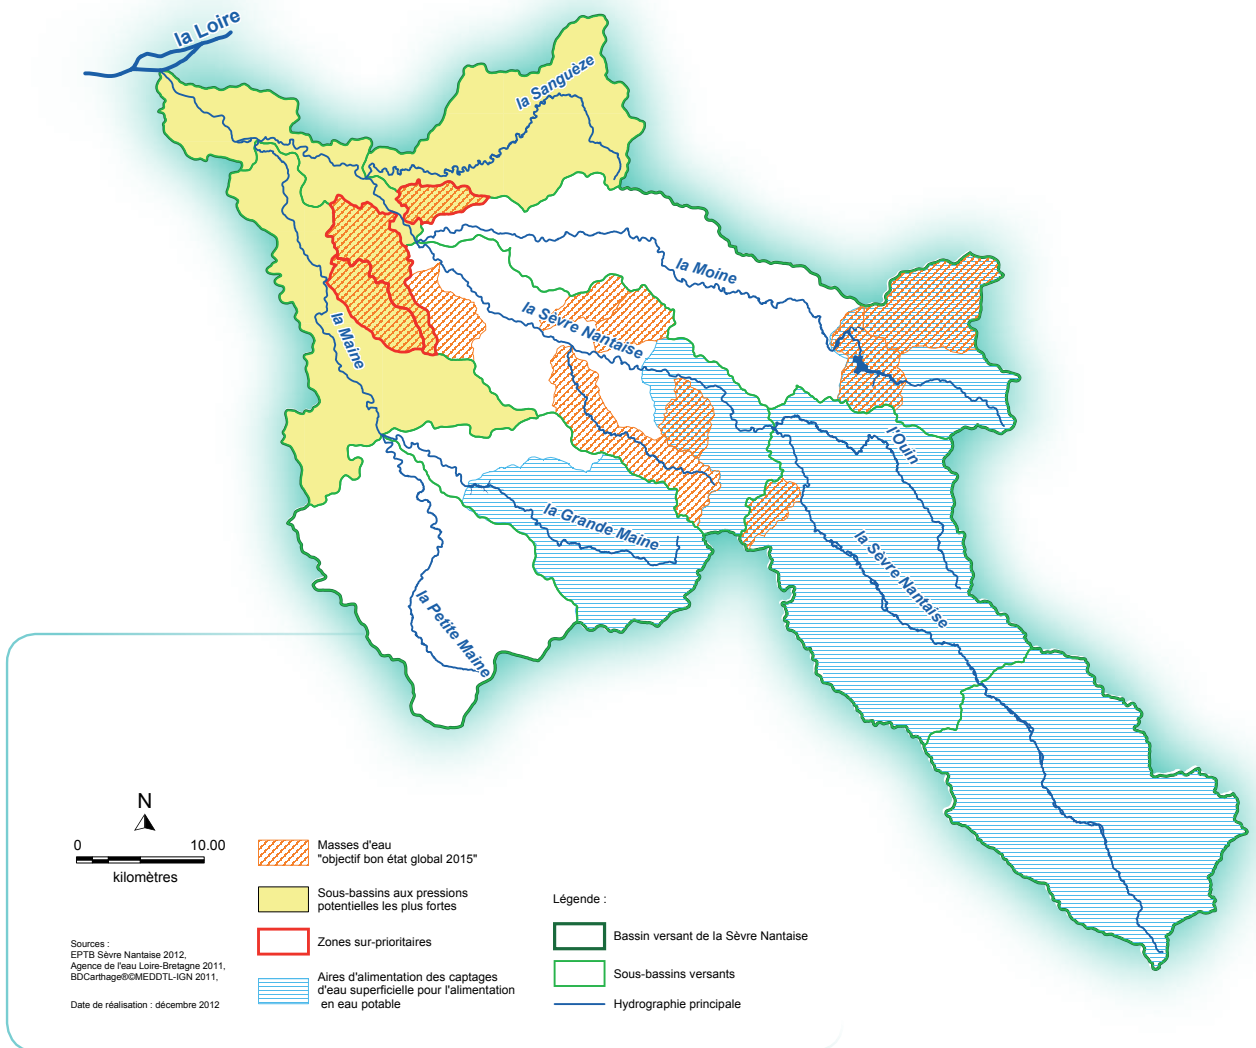 la Loire
la Sanguèze
la Moine
la Sèvre Nantaise
la Maine
l'Ouin
la Grande Maine
la Sèvre Nantaise
la Petite Maine
N
0 10.00
kilomètres
Sources :
EPTB Sèvre Nantaise 2012,
Agence de l'eau Loire-Bretagne 2011,
BDCarthage®©MEDDTL-IGN 2011,
Date de réalisation : décembre 2012
Masses d'eau
"objectif bon état global 2015"
Sous-bassins aux pressions
potentielles les plus fortes
Zones sur-prioritaires
Aires d'alimentation des captages
d'eau superficielle pour l'alimentation
en eau potable
Légende :
Bassin versant de la Sèvre Nantaise
Sous-bassins versants
Hydrographie principale